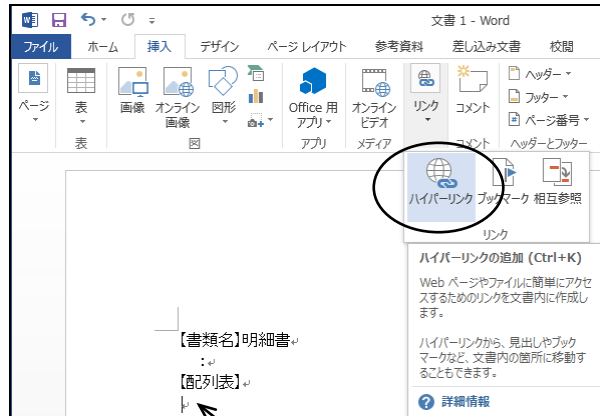 文書 1 - Word
ファイル ホーム 挿入 デザイン ページ レイアウト 参考資料 差し込み文書 校閲
ページ 表 画像 オンライン画像 図形 Office 用アプリ オンラインビデオ リンク コメント ヘッダー
フッター
ページ番号
表 図 アプリ メディア コメント ヘッダーとフッター
ハイパーリンク ブックマーク 相互参照
リンク
ハイパーリンクの追加 (Ctrl+K)
Web ページやファイルに簡単にアクセ
スするためのリンクを文書内に作成し
ます。
ハイパーリンクから、見出しやブック
マークなど、文書内の箇所に移動す
ることもできます。
詳細情報
【書類名】明細書
:
【配列表】